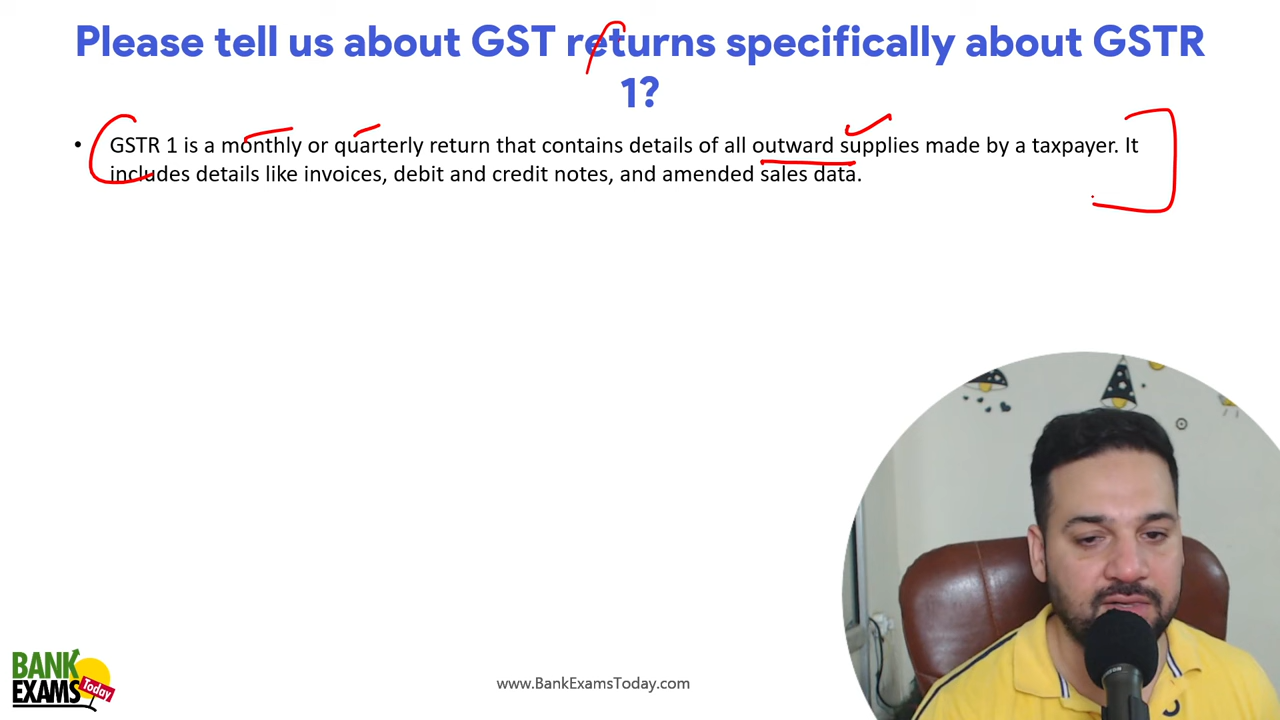 Please tell us about GST returns specifically about GSTR
1?
• GSTR 1 is a monthly or quarterly return that contains details of all outward supplies made by a taxpayer. It
includes details like invoices, debit and credit notes, and amended sales data.
BANK
EXAMS
Today
www.BankExamsToday.com